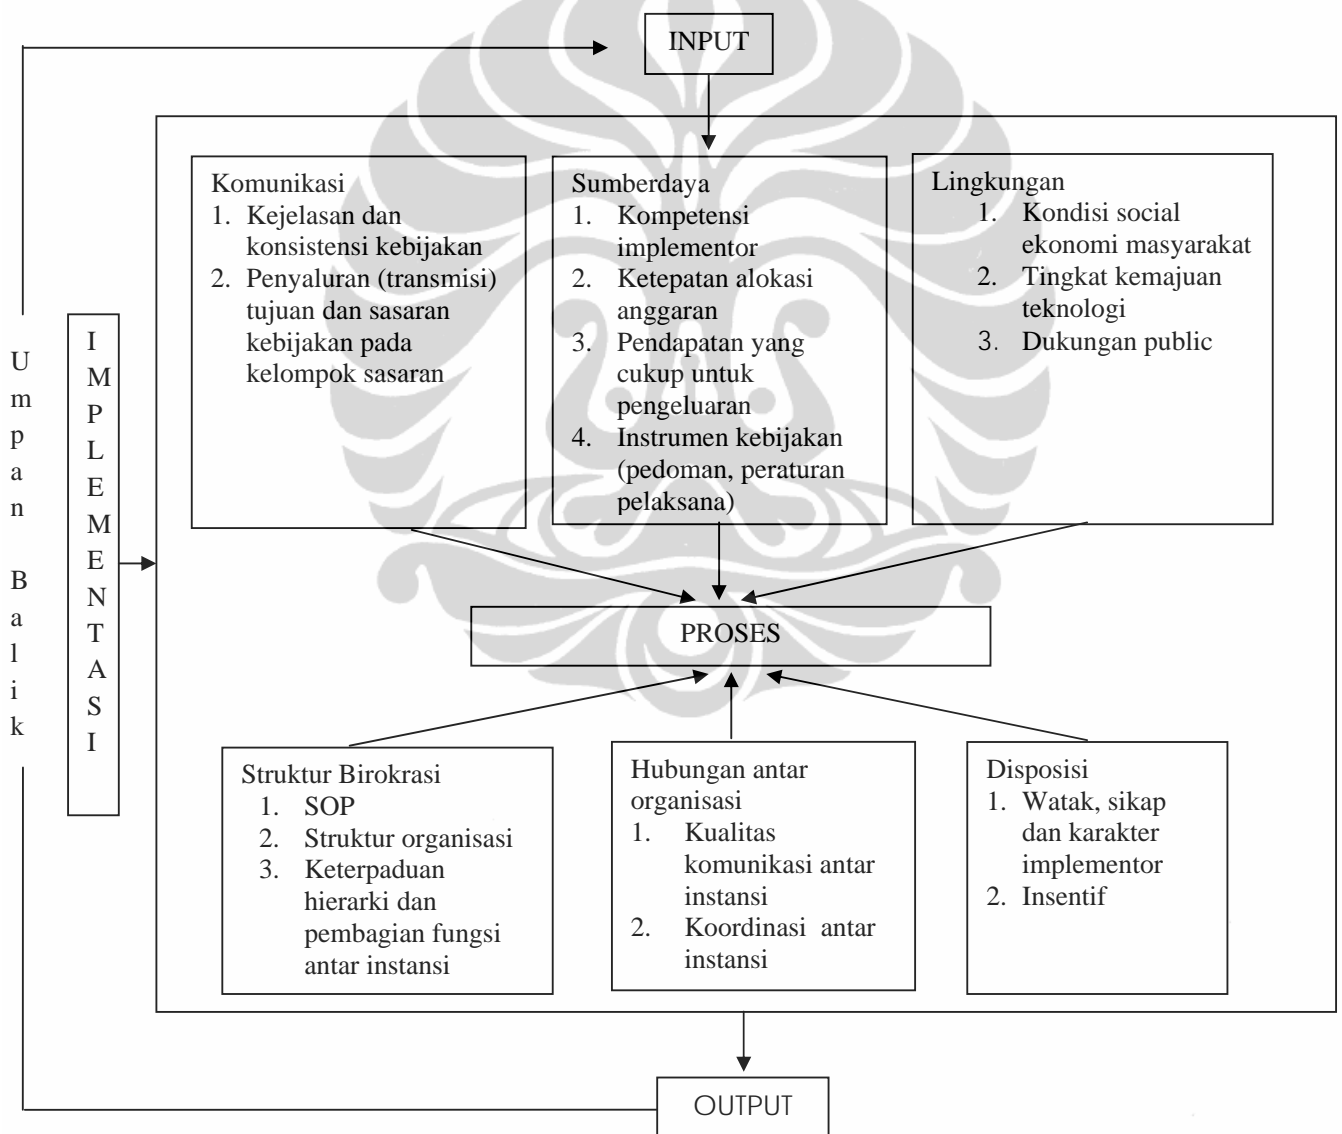 INPUT
Komunikasi
1. Kejelasan dan
konsistensi kebijakan
2. Penyaluran (transmisi)
tujuan dan sasaran
kebijakan pada
kelompok sasaran
Sumberdaya
1. Kompetensi
implementor
2. Ketepatan alokasi
anggaran
3. Pendapatan yang
cukup untuk
pengeluaran
4. Instrumen kebijakan
(pedoman, peraturan
pelaksana)
Lingkungan
1. Kondisi social
ekonomi masyarakat
2. Tingkat kemajuan
teknologi
3. Dukungan public
Umpan Balik
IMPLEMENTASI
PROSES
Struktur Birokrasi
1. SOP
2. Struktur organisasi
3. Keterpaduan
hierarki dan
pembagian fungsi
antar instansi
Hubungan antar
organisasi
1. Kualitas
komunikasi antar
instansi
2. Koordinasi antar
instansi
Disposisi
1. Watak, sikap
dan karakter
implementor
2. Insentif
OUTPUT